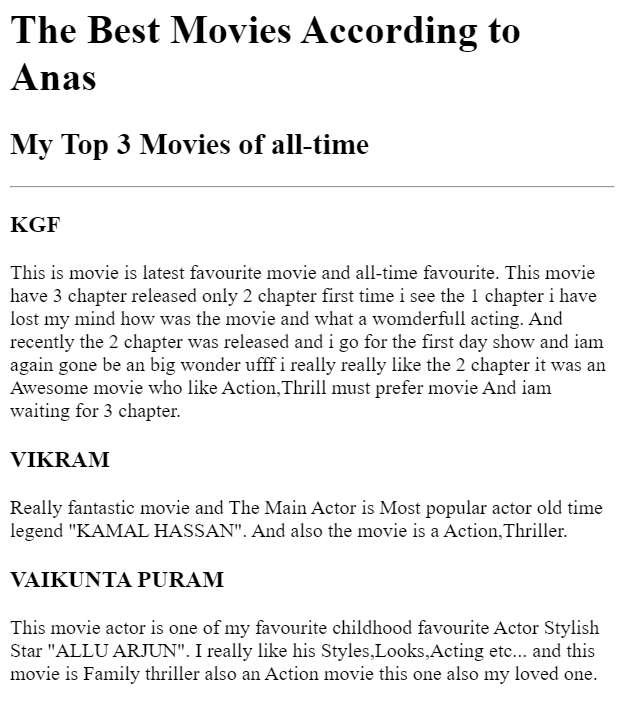 The Best Movies According to
Anas
My Top 3 Movies of all-time
KGF
This is movie is latest favourite movie and all-time favourite. This movie
have 3 chapter released only 2 chapter first time i see the 1 chapter i have
lost my mind how was the movie and what a womderfull acting. And
recently the 2 chapter was released and i go for the first day show and iam
again gone be an big wonder ufff i really really like the 2 chapter it was an
Awesome movie who like Action,Thrill must prefer movie And iam
waiting for 3 chapter.
VIKRAM
Really fantastic movie and The Main Actor is Most popular actor old time
legend "KAMAL HASSAN". And also the movie is a Action,Thriller.
VAIKUNTA PURAM
This movie actor is one of my favourite childhood favourite Actor Stylish
Star "ALLU ARJUN". I really like his Styles,Looks,Acting etc... and this
movie is Family thriller also an Action movie this one also my loved one.